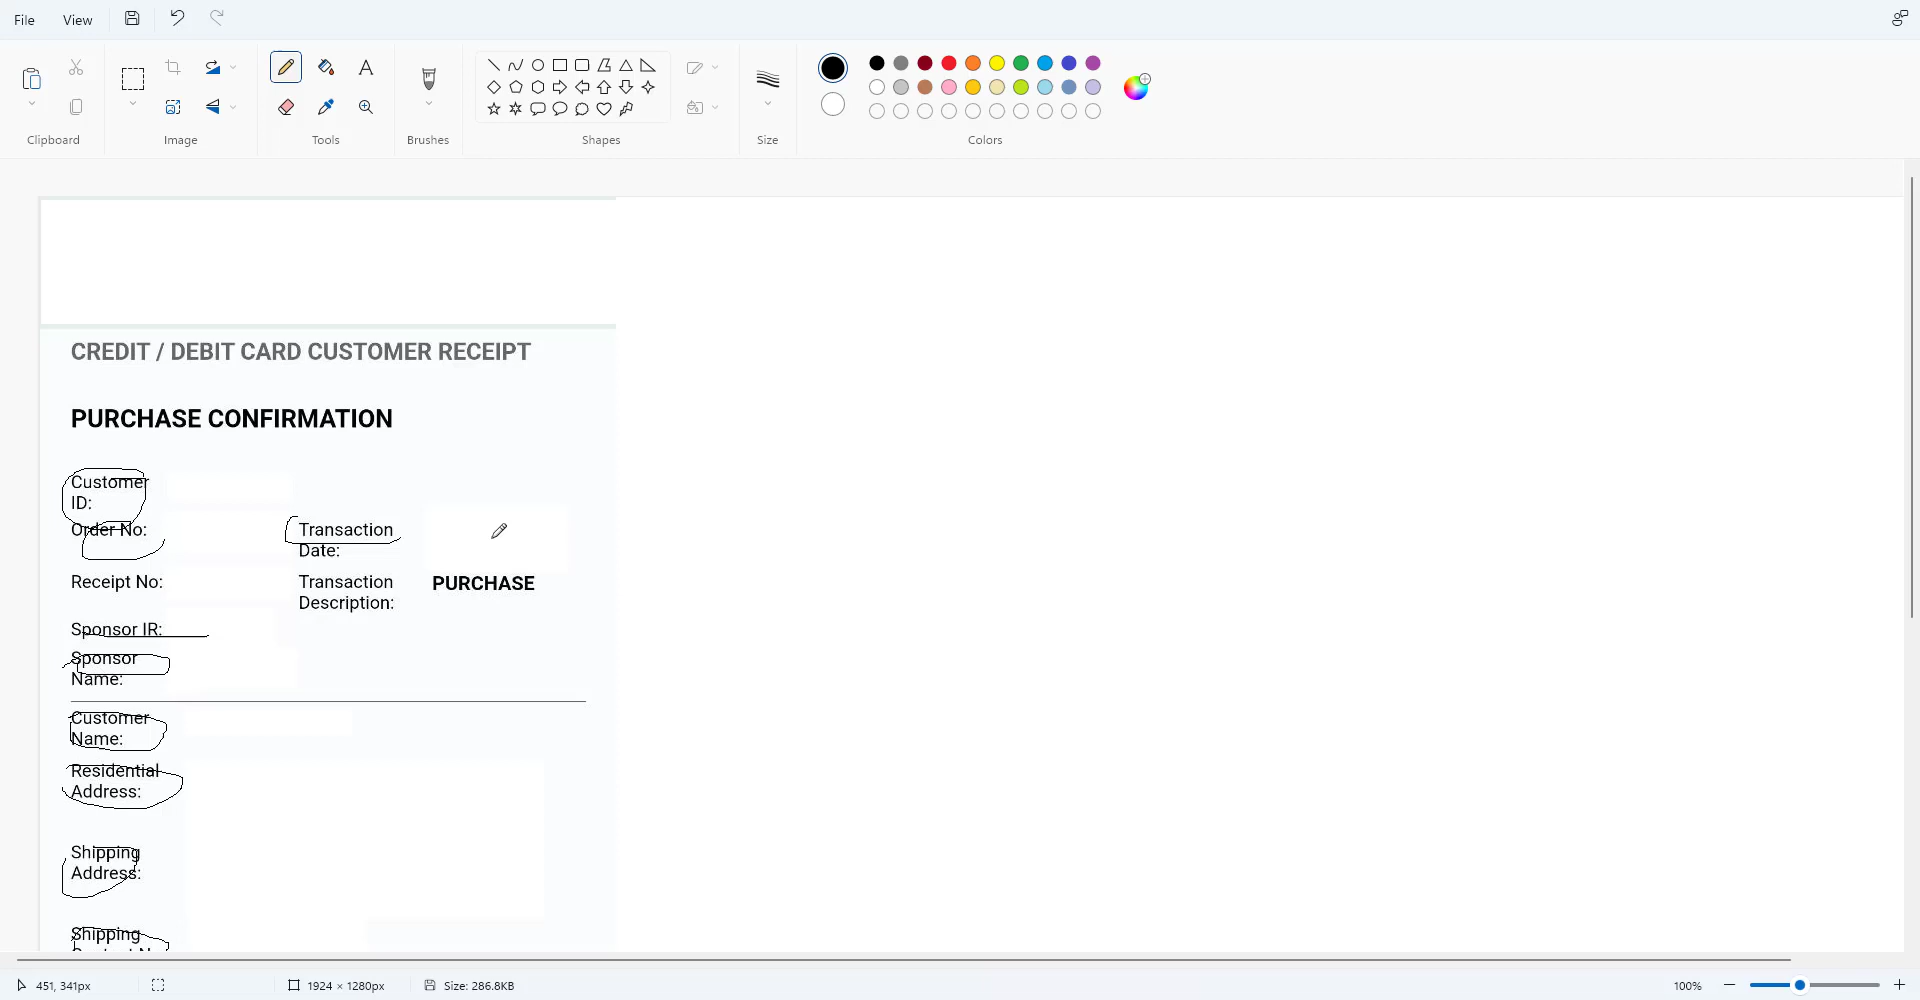 File View
Clipboard Image Tools Brushes Shapes Size Colors
CREDIT / DEBIT CARD CUSTOMER RECEIPT
PURCHASE CONFIRMATION
Customer
ID:
Order No: Transaction
Date:
Receipt No: Transaction PURCHASE
Description:
Sponsor IR:
Sponsor
Name:
Customer
Name:
Residential
Address:
Shipping
Address:
Shipping
451, 341px 1924 × 1280px Size: 286.8KB 100%